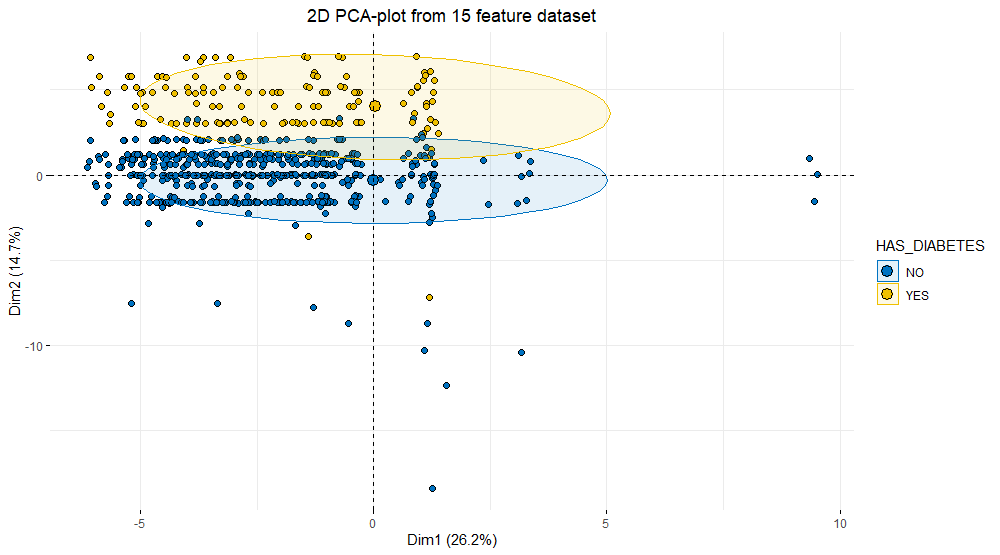 2D PCA-plot from 15 feature dataset
Dim2 (14.7%)
0
-10
-5
0
5
10
Dim1 (26.2%)
HAS_DIABETES
NO
YES